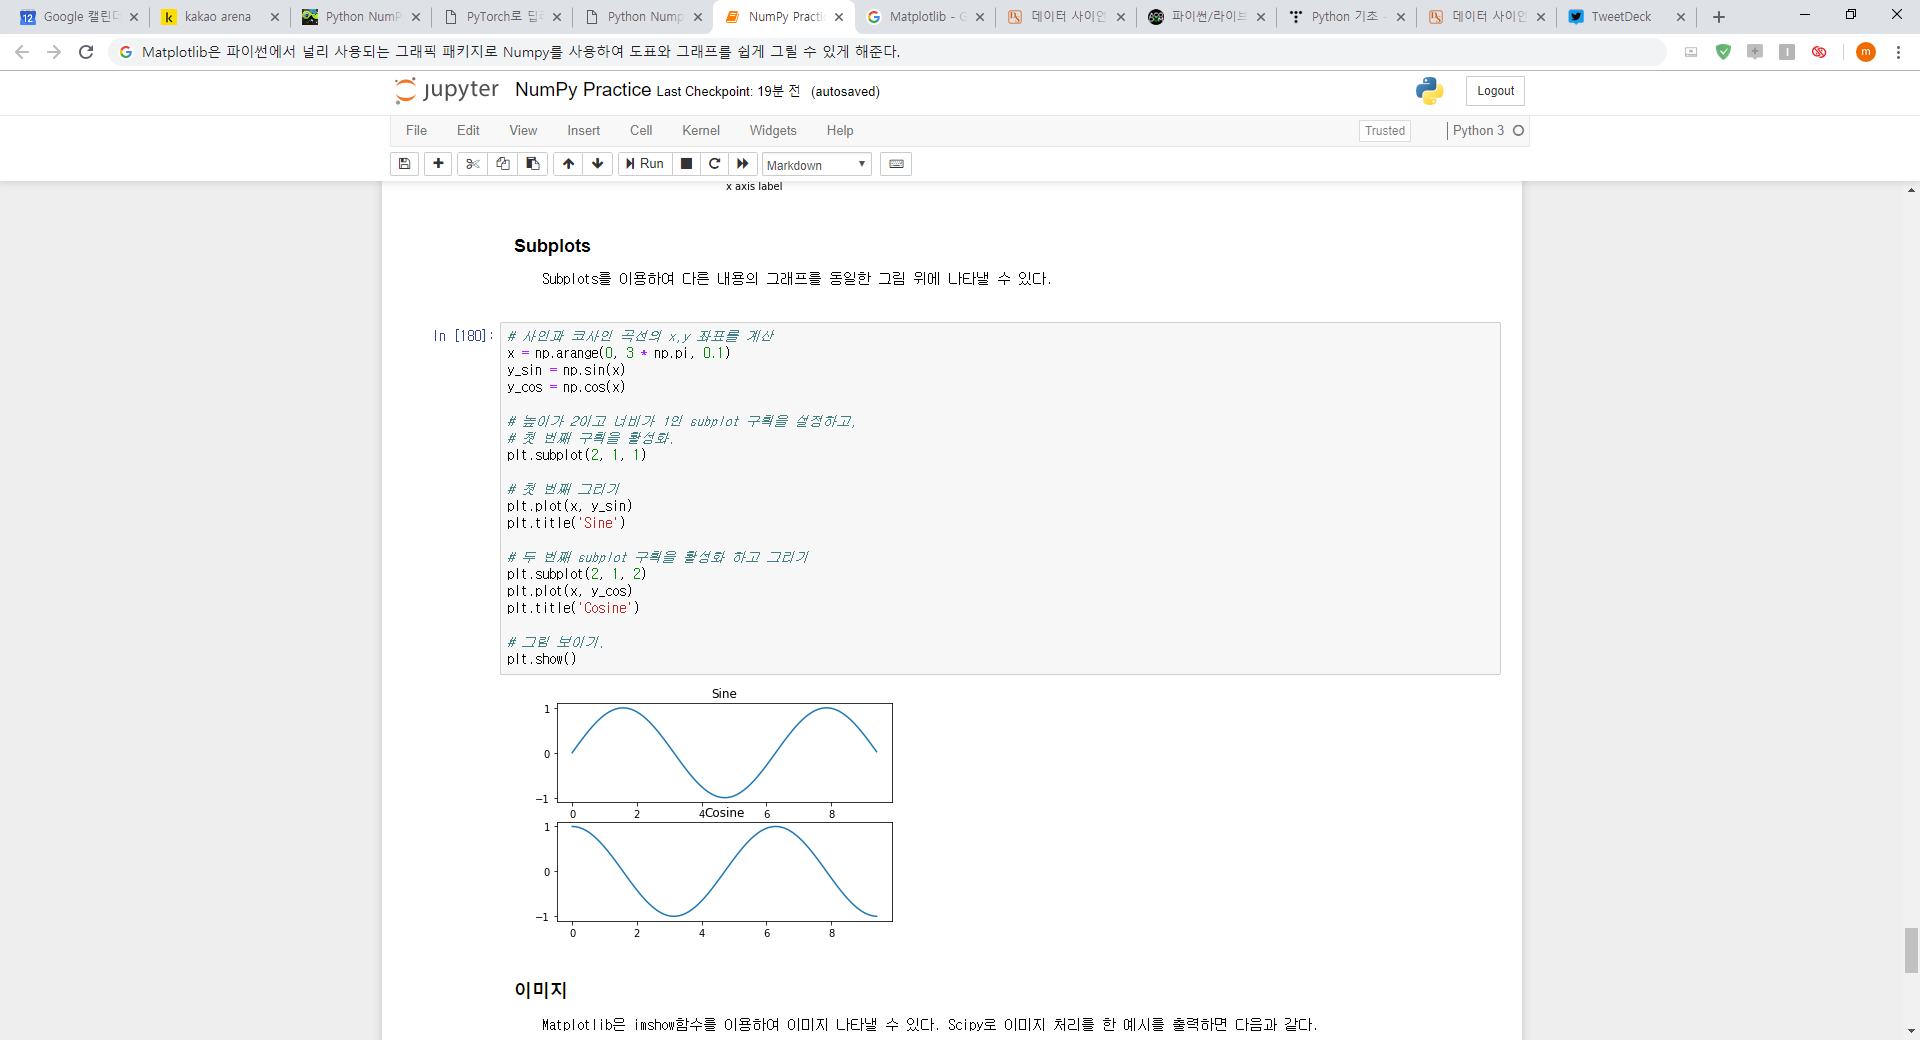 Google 캘린더
kakao arena
Python NumP
PyTorch로 딥
Python Nump
NumPy Practi
Matplotlib - G
데이터 사이언
파이썬/라이브
Python 기초 -
데이터 사이언
TweetDeck
Matplotlib은 파이썬에서 널리 사용되는 그래픽 패키지로 Numpy를 사용하여 도표와 그래프를 쉽게 그릴 수 있게 해준다.
m
jupyter NumPy Practice Last Checkpoint: 19분 전 (autosaved)
Logout
File Edit View Insert Cell Kernel Widgets Help
Trusted Python 3
Run Markdown
x axis label
Subplots
Subplots를 이용하여 다른 내용의 그래프를 동일한 그림 위에 나타낼 수 있다.
In [180]:
# 사인과 코사인 곡선의 x,y 좌표를 계산
x = np.arange(0, 3 * np.pi, 0.1)
y_sin = np.sin(x)
y_cos = np.cos(x)
# 높이가 2이고 너비가 1인 subplot 구획을 설정하고,
# 첫 번째 구획을 활성화.
plt.subplot(2, 1, 1)
# 첫 번째 그리기
plt.plot(x, y_sin)
plt.title('Sine')
# 두 번째 subplot 구획을 활성화 하고 그리기
plt.subplot(2, 1, 2)
plt.plot(x, y_cos)
plt.title('Cosine')
# 그림 보이기.
plt.show()
Sine
1
0
−1
0 2 4 6 8
Cosine
1
0
−1
0 2 4 6 8
이미지
Matplotlib은 imshow함수를 이용하여 이미지 나타낼 수 있다. Scipy로 이미지 처리를 한 예시를 출력하면 다음과 같다.